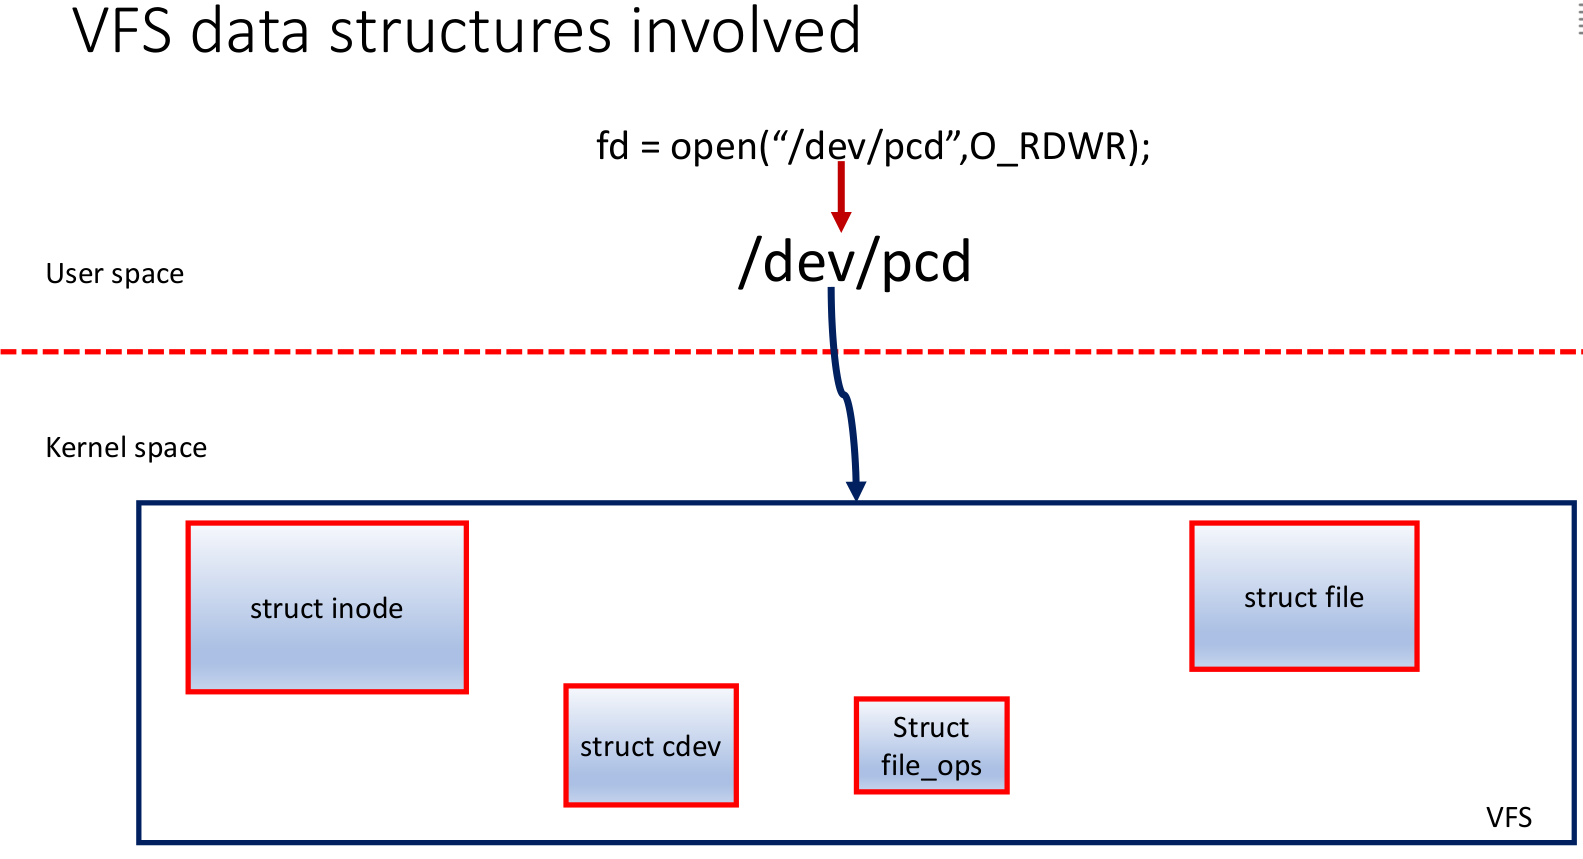 VFS data structures involved
fd = open(“/dev/pcd”,O_RDWR);
/dev/pcd
User space
Kernel space
struct inode
struct file
struct cdev
Struct
file_ops
VFS